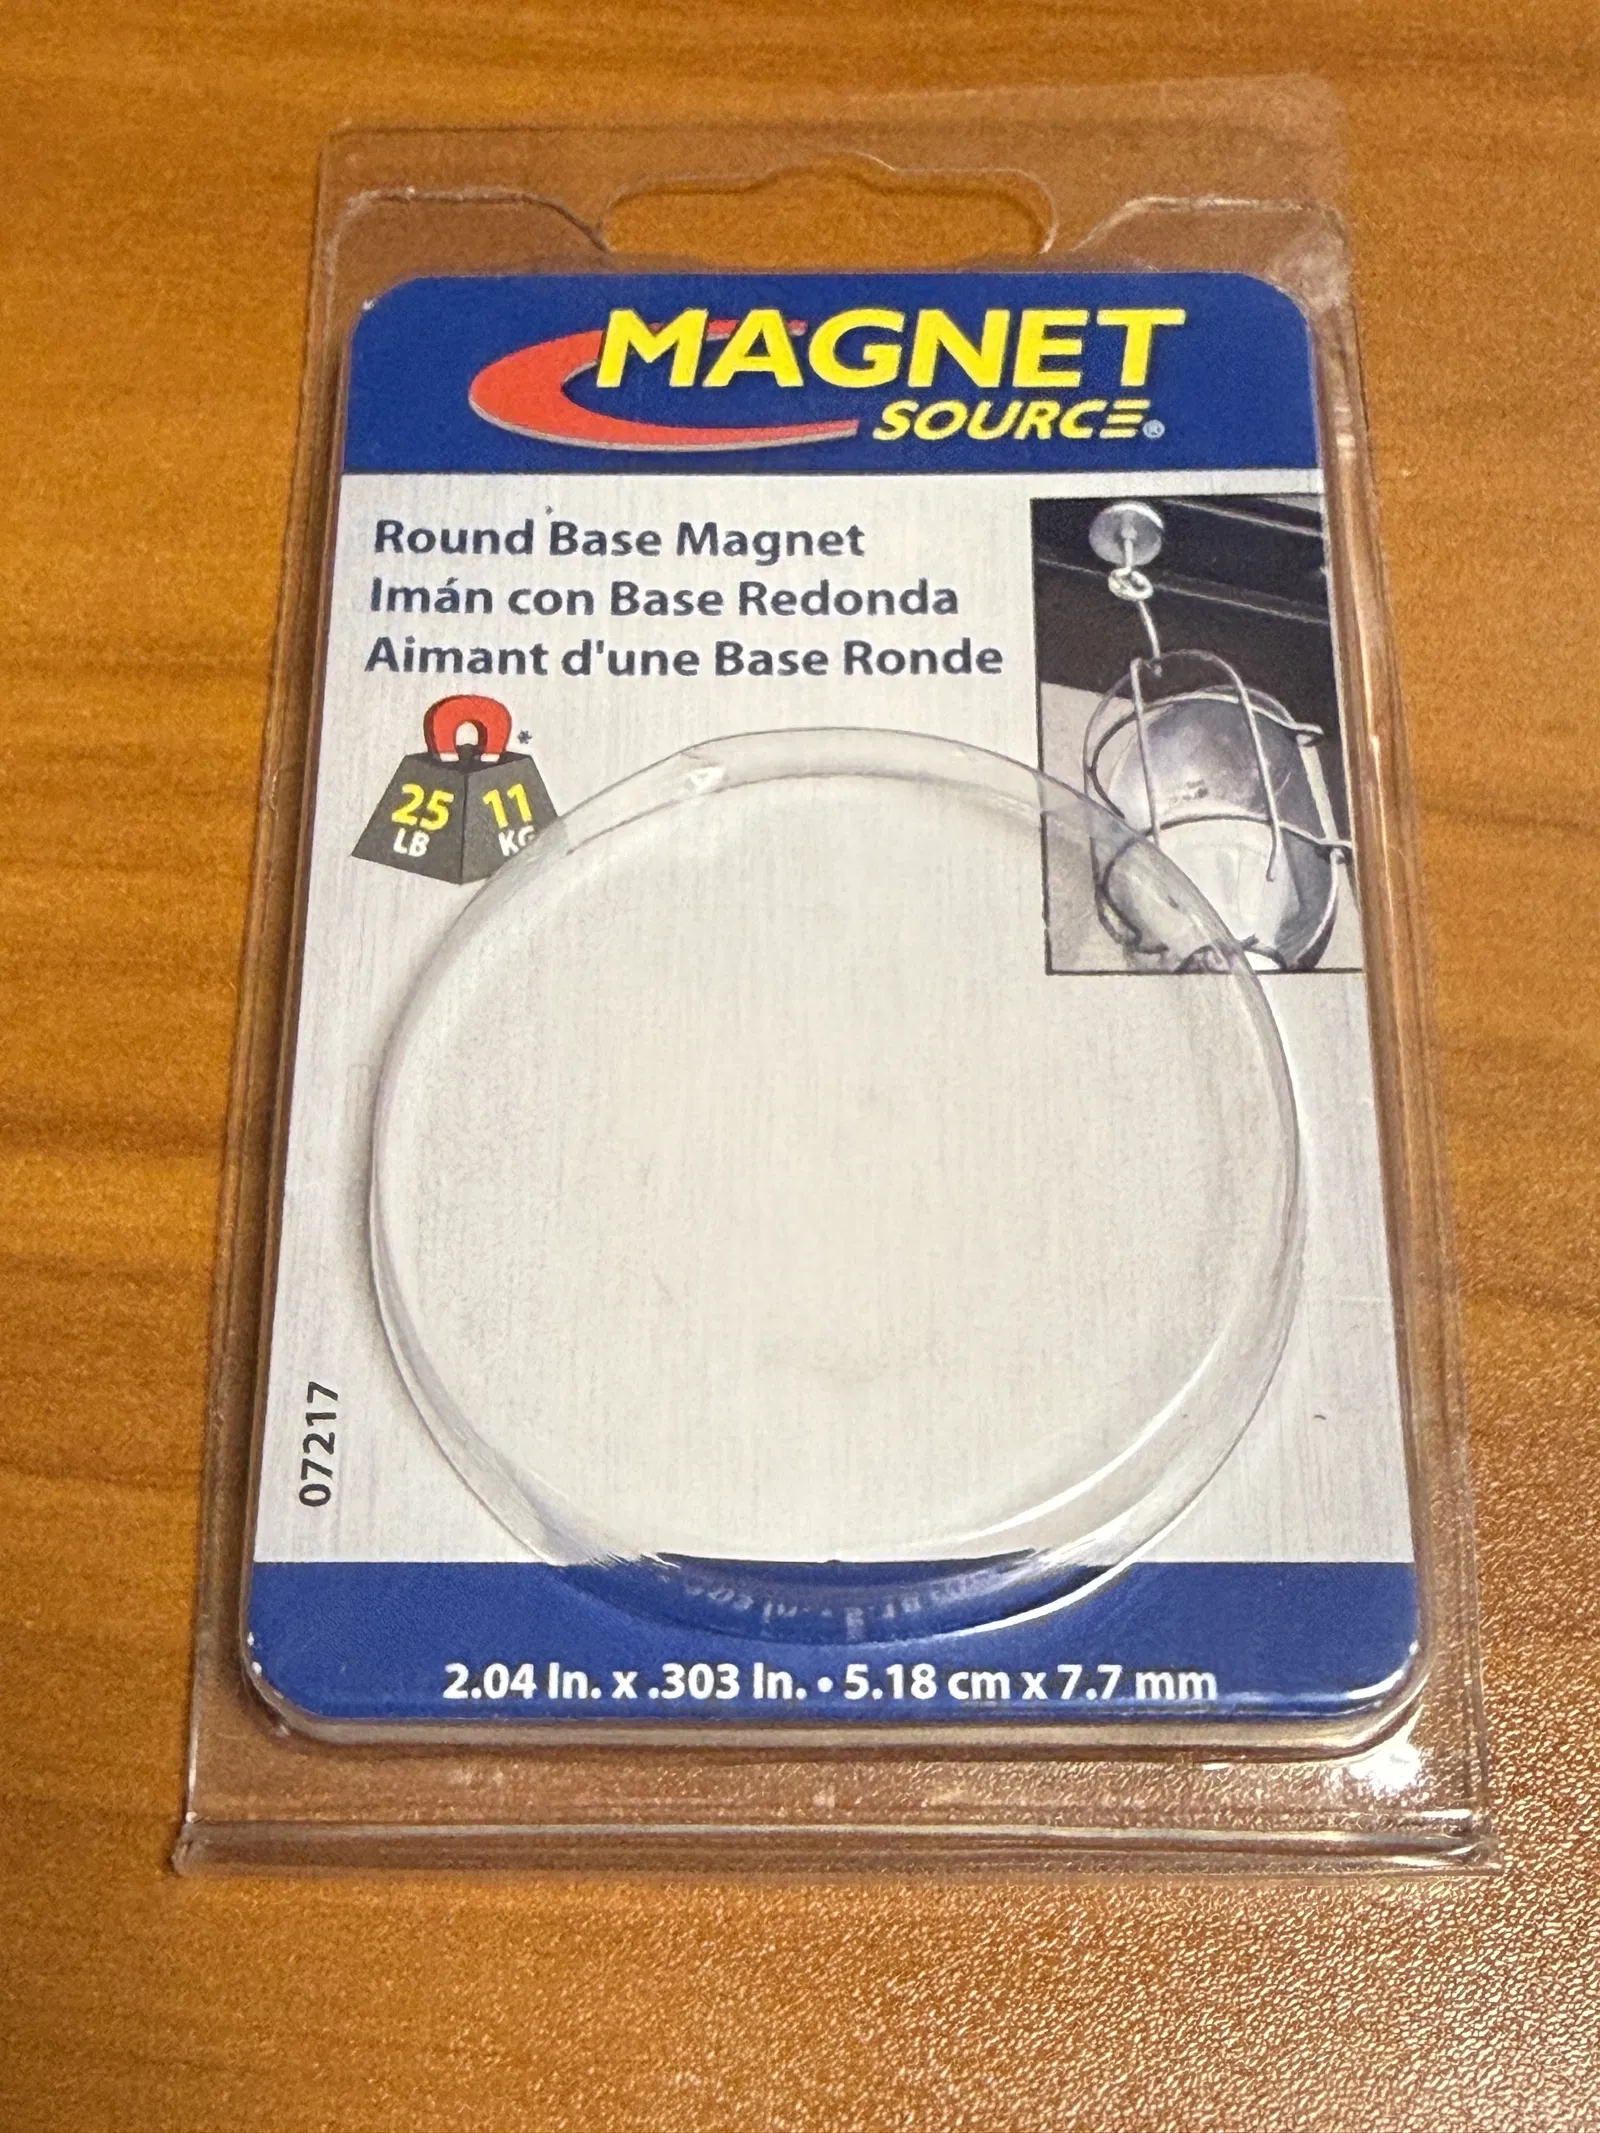 MAGNET
SOURCE®
Round Base Magnet
Imán con Base Redonda
Aimant d'une Base Ronde
*
25 11
LB KG
07217
2.04 In. x .303 In. • 5.18 cm x 7.7 mm